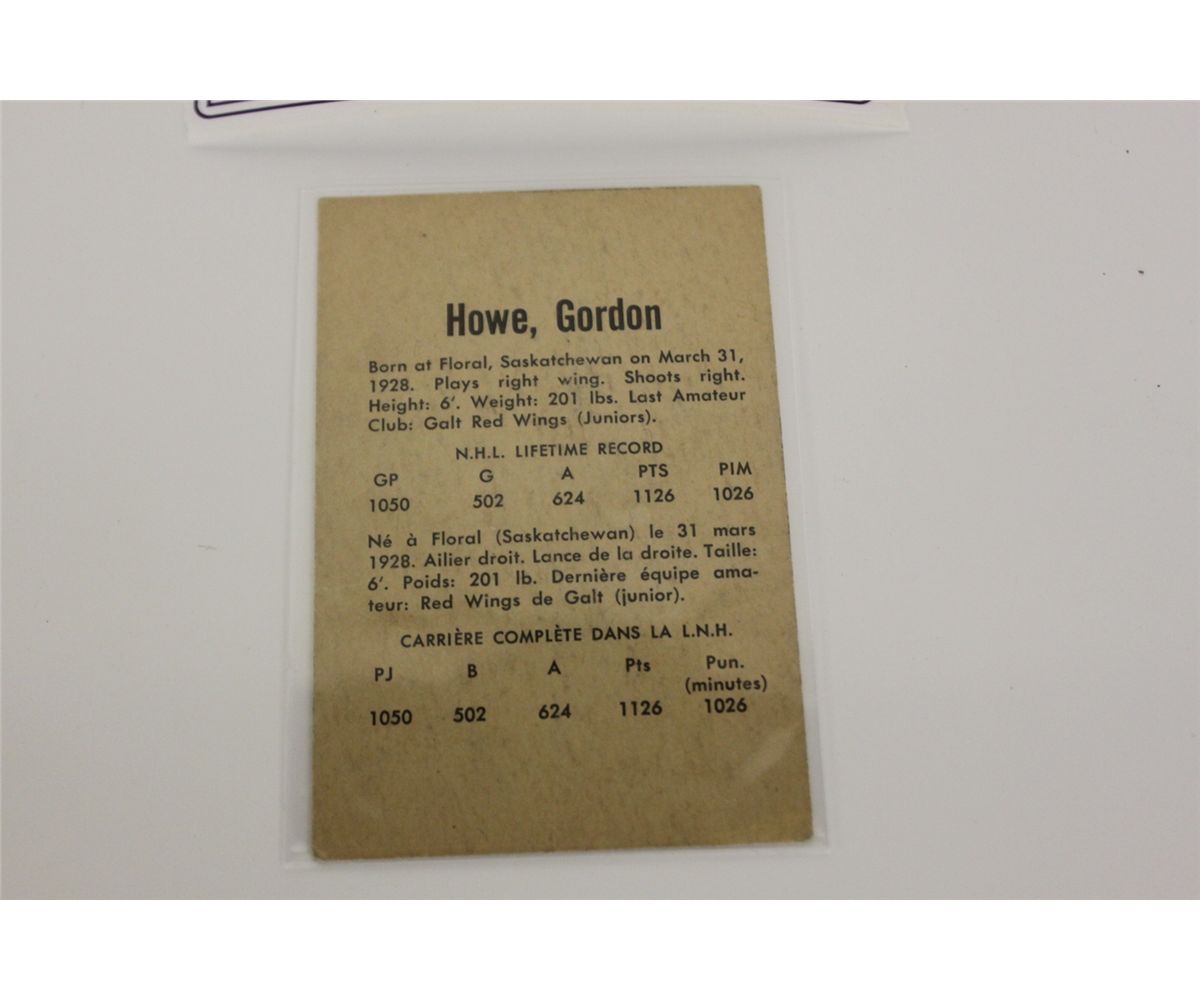 Howe, Gordon
Born at Floral, Saskatchewan on March 31,
1928. Plays right wing. Shoots right.
Height: 6'. Weight: 201 lbs. Last Amateur
Club: Galt Red Wings (Juniors).
N.H.L. LIFETIME RECORD
GP G A PTS PIM
1050 502 624 1126 1026
Né à Floral (Saskatchewan) le 31 mars
1928. Ailier droit. Lance de la droite. Taille:
6'. Poids: 201 lb. Dernière équipe ama-
teur: Red Wings de Galt (junior).
CARRIÈRE COMPLÈTE DANS LA L.N.H.
PJ B A Pts Pun.
(minutes)
1050 502 624 1126 1026